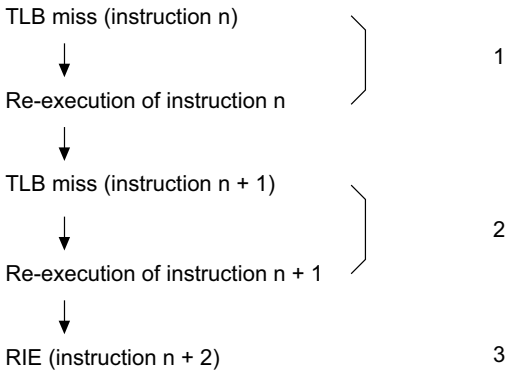 TLB miss (instruction n)
1
Re-execution of instruction n
TLB miss (instruction n + 1)
2
Re-execution of instruction n + 1
RIE (instruction n + 2)
3